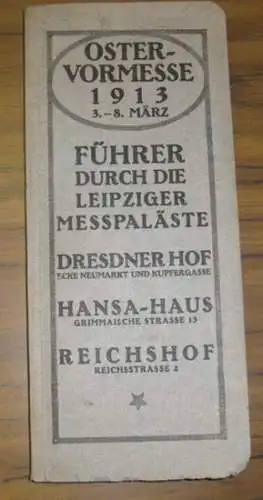 OSTER-
VORMESSE
1913
3.-8. MÄRZ
FÜHRER
DURCH DIE
LEIPZIGER
MESSPALÄSTE
DRESDNER HOF
ECKE NEUMARKT UND KUPFERGASSE
HANSA-HAUS
GRIMMAISCHE STRASSE 13
REICHSHOF
REICHSSTRASSE 2